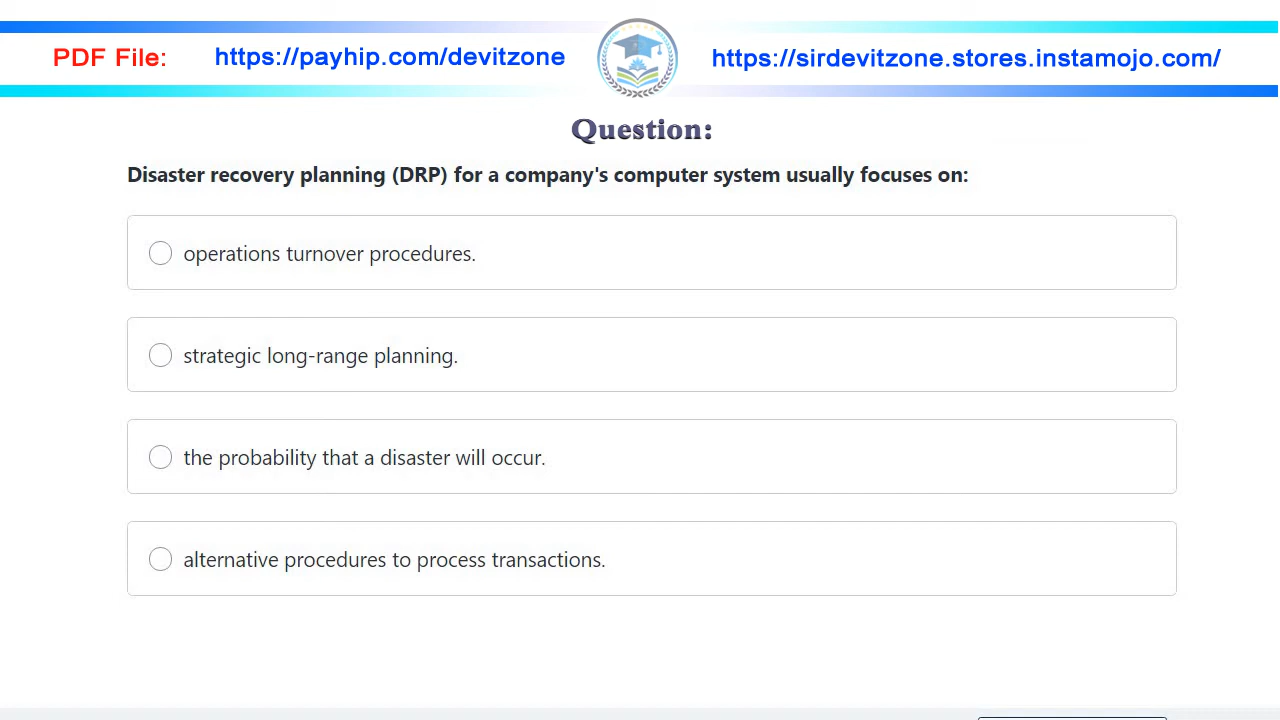 PDF File: https://payhip.com/devitzone https://sirdevitzone.stores.instamojo.com/
Question:
Disaster recovery planning (DRP) for a company's computer system usually focuses on:
operations turnover procedures.
strategic long-range planning.
the probability that a disaster will occur.
alternative procedures to process transactions.